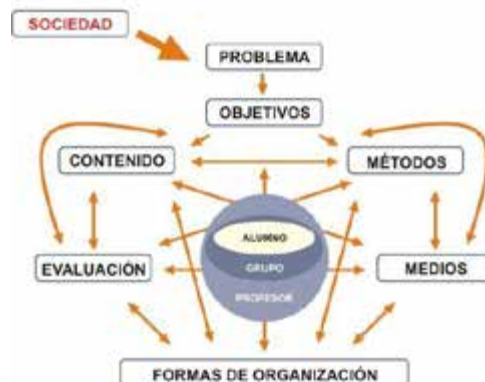 SOCIEDAD
PROBLEMA
OBJETIVOS
CONTENIDO
MÉTODOS
ALUMNO
GRUPO
PROFESOR
EVALUACIÓN
MEDIOS
FORMAS DE ORGANIZACIÓN